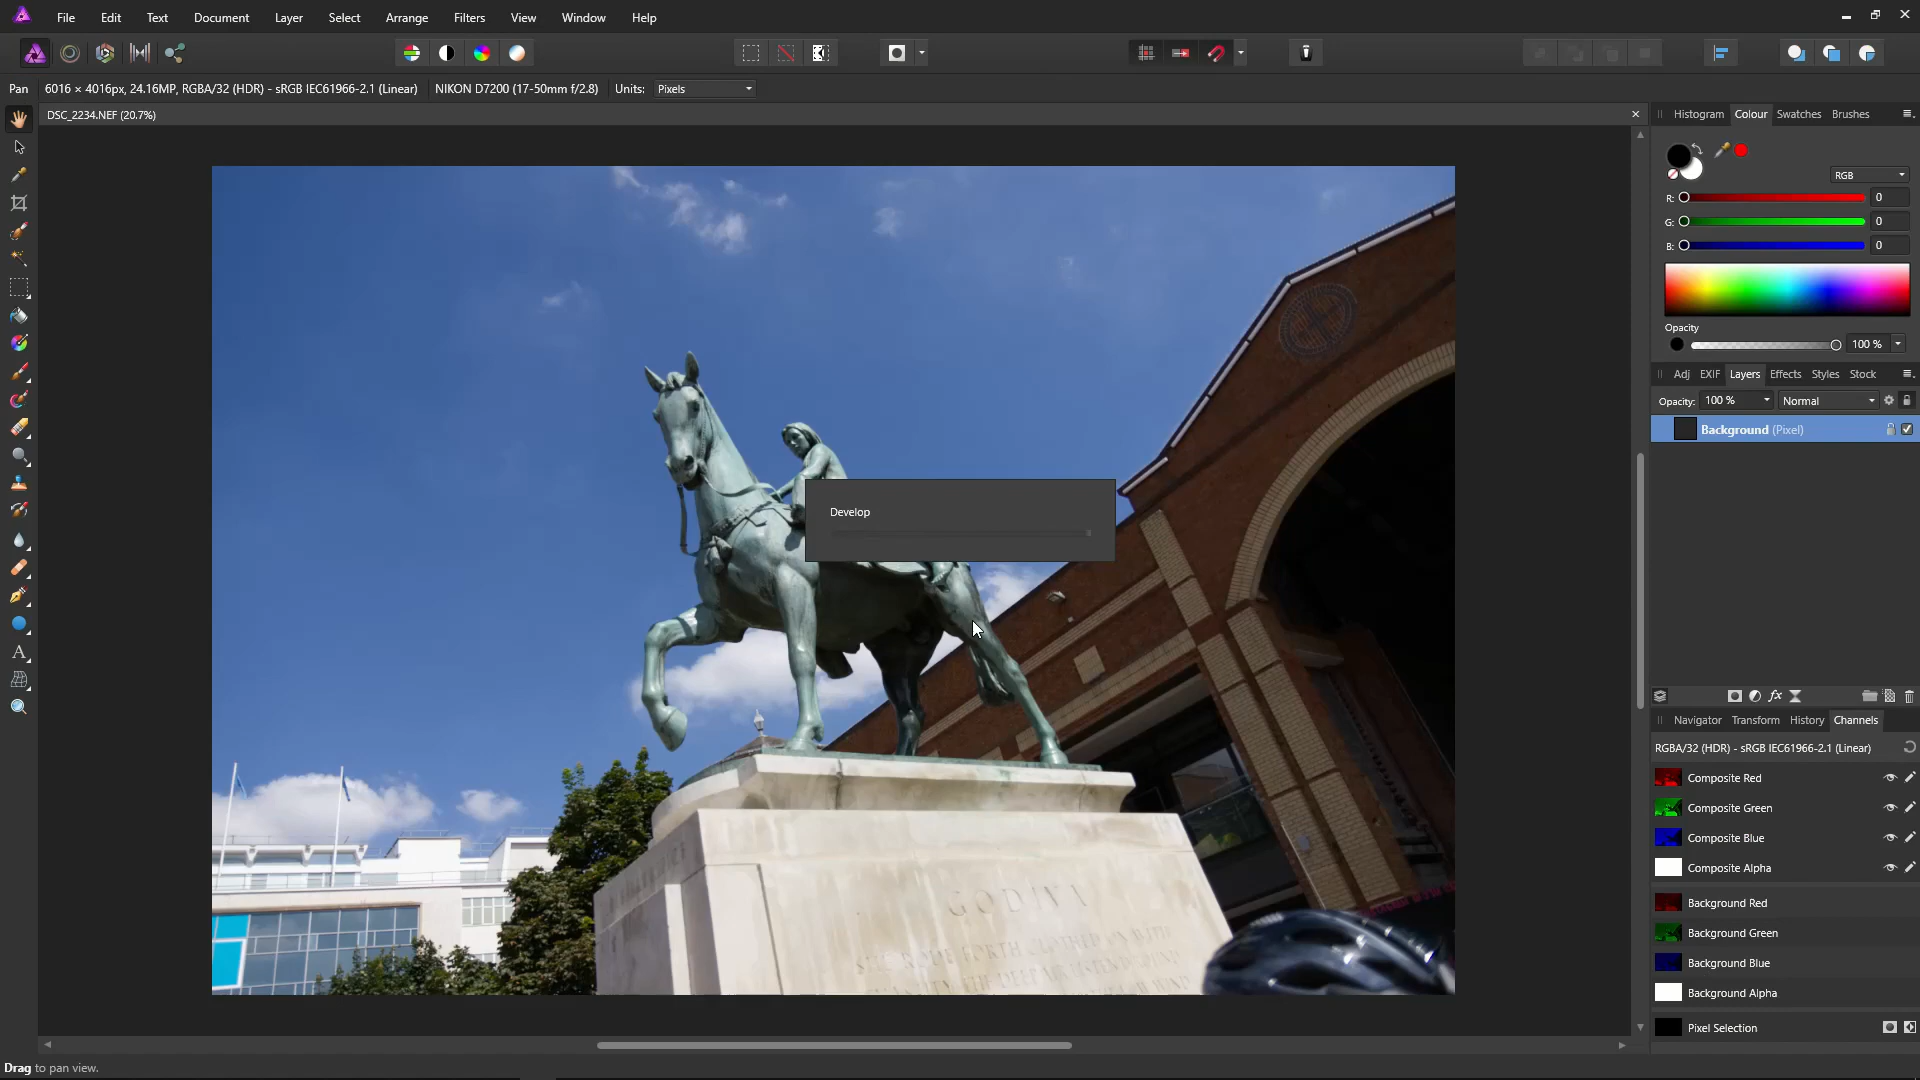 File Edit Text Document Layer Select Arrange Filters View Window Help
Pan 6016 × 4016px, 24.16MP, RGBA/32 (HDR) - sRGB IEC61966-2.1 (Linear) NIKON D7200 (17-50mm f/2.8) Units: Pixels
DSC_2234.NEF (20.7%)
Histogram Colour Swatches Brushes
RGB
R: 0
G: 0
B: 0
Opacity
100 %
Adj EXIF Layers Effects Styles Stock
Opacity: 100 % Normal
Background (Pixel)
Develop
GODIVA
Navigator Transform History Channels
RGBA/32 (HDR) - sRGB IEC61966-2.1 (Linear)
Composite Red
Composite Green
Composite Blue
Composite Alpha
Background Red
Background Green
Background Blue
Background Alpha
Pixel Selection
Drag to pan view.